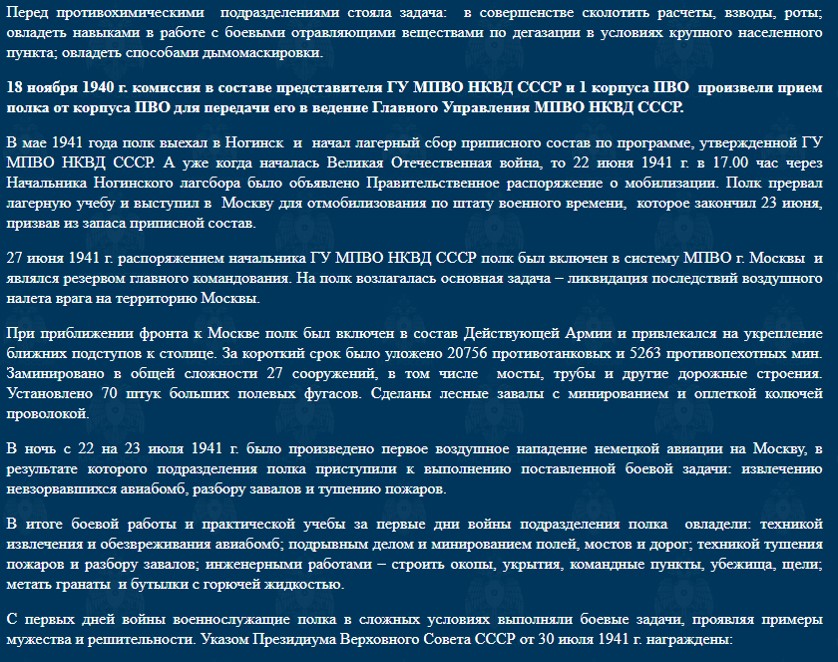 Перед противохимическими подразделениями стояла задача: в совершенстве сколотить расчеты, взводы, роты;
овладеть навыками в работе с боевыми отравляющими веществами по дегазации в условиях крупного населенного
пункта; овладеть способами дымомаскировки.
18 ноября 1940 г. комиссия в составе представителя ГУ МПВО НКВД СССР и 1 корпуса ПВО произвели прием
полка от корпуса ПВО для передачи его в ведение Главного Управления МПВО НКВД СССР.
В мае 1941 года полк выехал в Ногинск и начал лагерный сбор приписного состав по программе, утвержденной ГУ
МПВО НКВД СССР. А уже когда началась Великая Отечественная война, то 22 июня 1941 г. в 17.00 час через
Начальника Ногинского лагсбора было объявлено Правительственное распоряжение о мобилизации. Полк прервал
лагерную учебу и выступил в Москву для отмобилизования по штату военного времени, которое закончил 23 июня,
призвав из запаса приписной состав.
27 июня 1941 г. распоряжением начальника ГУ МПВО НКВД СССР полк был включен в систему МПВО г. Москвы и
являлся резервом главного командования. На полк возлагалась основная задача – ликвидация последствий воздушного
налета врага на территорию Москвы.
При приближении фронта к Москве полк был включен в состав Действующей Армии и привлекался на укрепление
ближних подступов к столице. За короткий срок было уложено 20756 противотанковых и 5263 противопехотных мин.
Заминировано в общей сложности 27 сооружений, в том числе мосты, трубы и другие дорожные строения.
Установлено 70 штук больших полевых фугасов. Сделаны лесные завалы с минированием и оплеткой колючей
проволокой.
В ночь с 22 на 23 июля 1941 г. было произведено первое воздушное нападение немецкой авиации на Москву, в
результате которого подразделения полка приступили к выполнению поставленной боевой задачи: извлечению
невзорвавшихся авиабомб, разбору завалов и тушению пожаров.
В итоге боевой работы и практической учебы за первые дни войны подразделения полка овладели: техникой
извлечения и обезвреживания авиабомб; подрывным делом и минированием полей, мостов и дорог; техникой тушения
пожаров и разбору завалов; инженерными работами – строить окопы, укрытия, командные пункты, убежища, щели;
метать гранаты и бутылки с горючей жидкостью.
С первых дней войны военнослужащие полка в сложных условиях выполняли боевые задачи, проявляя примеры
мужества и решительности. Указом Президиума Верховного Совета СССР от 30 июля 1941 г. награждены: